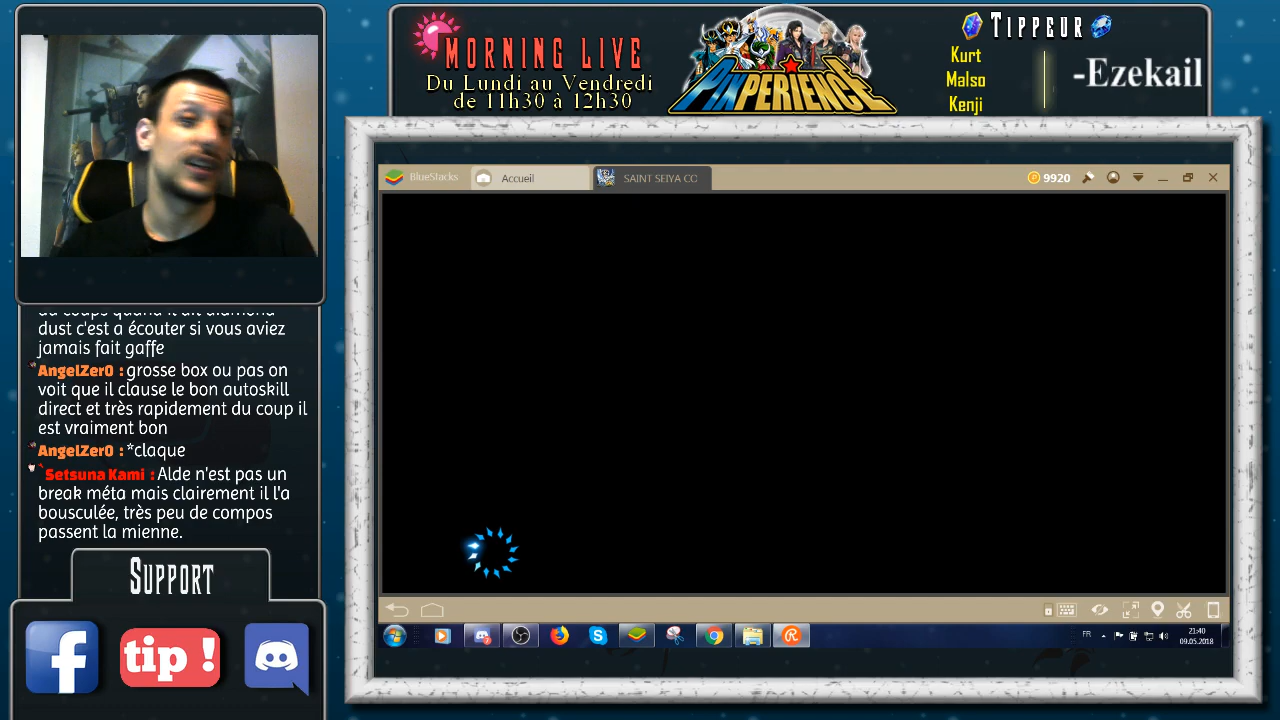 MORNING LIVE
Du Lundi au Vendredi
de 11h30 à 12h30
PINPERIENCE
TIPPEUR
Kurt
Malso
Kenji
-Ezekail
BlueStacks
Accueil
SAINT SEIYA CO
9920
dust c'est a écouter si vous aviez
jamais fait gaffe
AngelZer0 : grosse box ou pas on
voit que il clause le bon autoskill
direct et très rapidement du coup il
est vraiment bon
AngelZer0 : *claque
Setsuna Kami : Alde n'est pas un
break méta mais clairement il l'a
bousculée, très peu de compos
passent la mienne.
SUPPORT
tip !
FR
21:40
09.05.2018